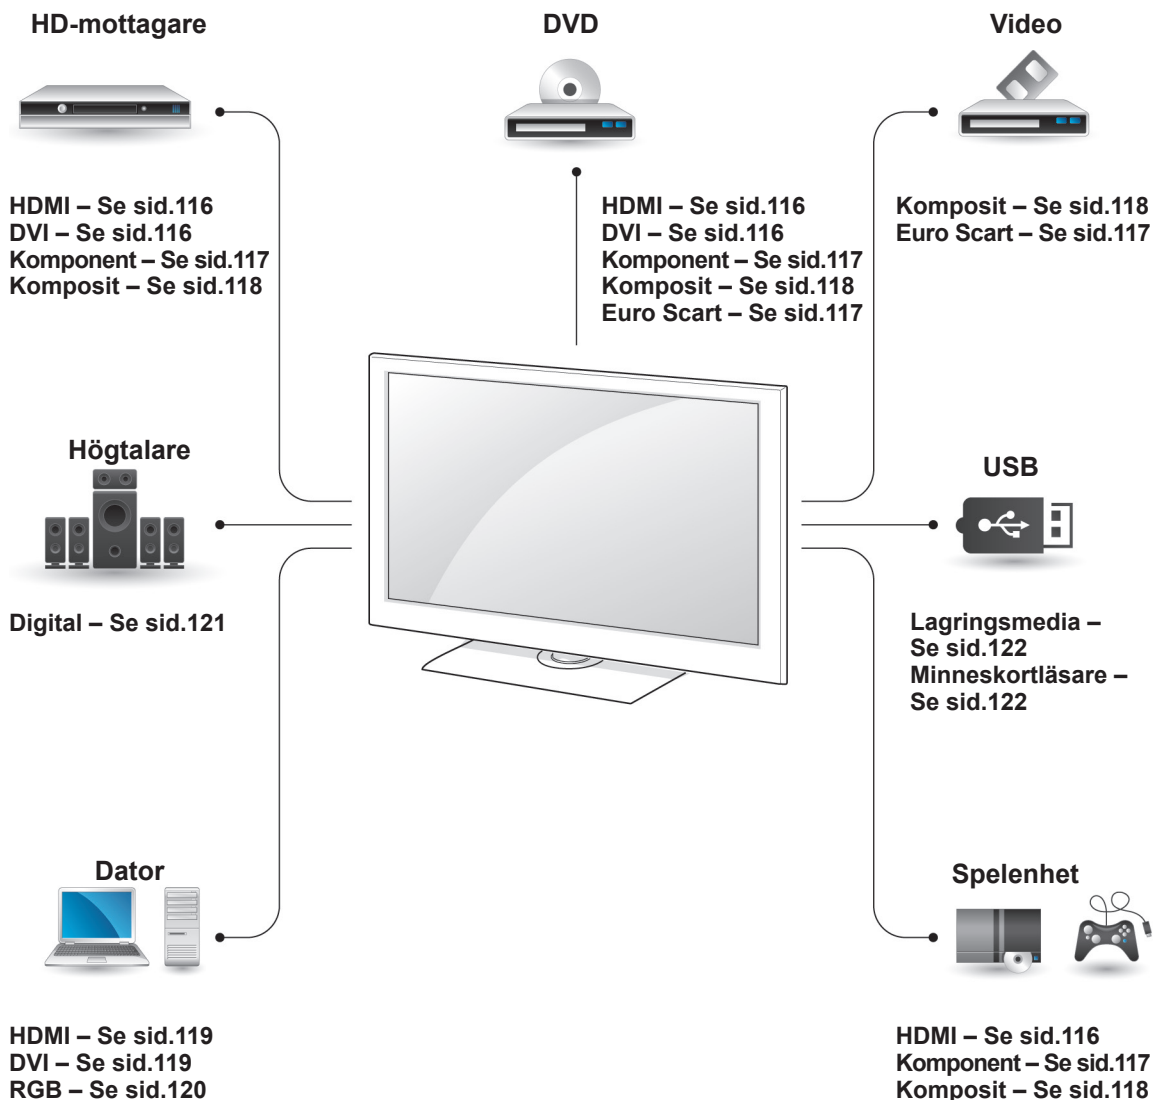 HD-mottagare
HDMI – Se sid.116
DVI – Se sid.116
Komponent – Se sid.117
Komposit – Se sid.118
DVD
HDMI – Se sid.116
DVI – Se sid.116
Komponent – Se sid.117
Komposit – Se sid.118
Euro Scart – Se sid.117
Video
Komposit – Se sid.118
Euro Scart – Se sid.117
Högtalare
Digital – Se sid.121
USB
Lagringsmedia –
Se sid.122
Minneskortläsare –
Se sid.122
Dator
HDMI – Se sid.119
DVI – Se sid.119
RGB – Se sid.120
Spelenhet
HDMI – Se sid.116
Komponent – Se sid.117
Komposit – Se sid.118